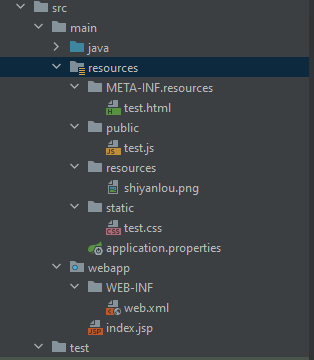 src
main
java
resources
META-INF.resources
test.html
public
test.js
resources
shiyanlou.png
static
test.css
application.properties
webapp
WEB-INF
web.xml
index.jsp
test